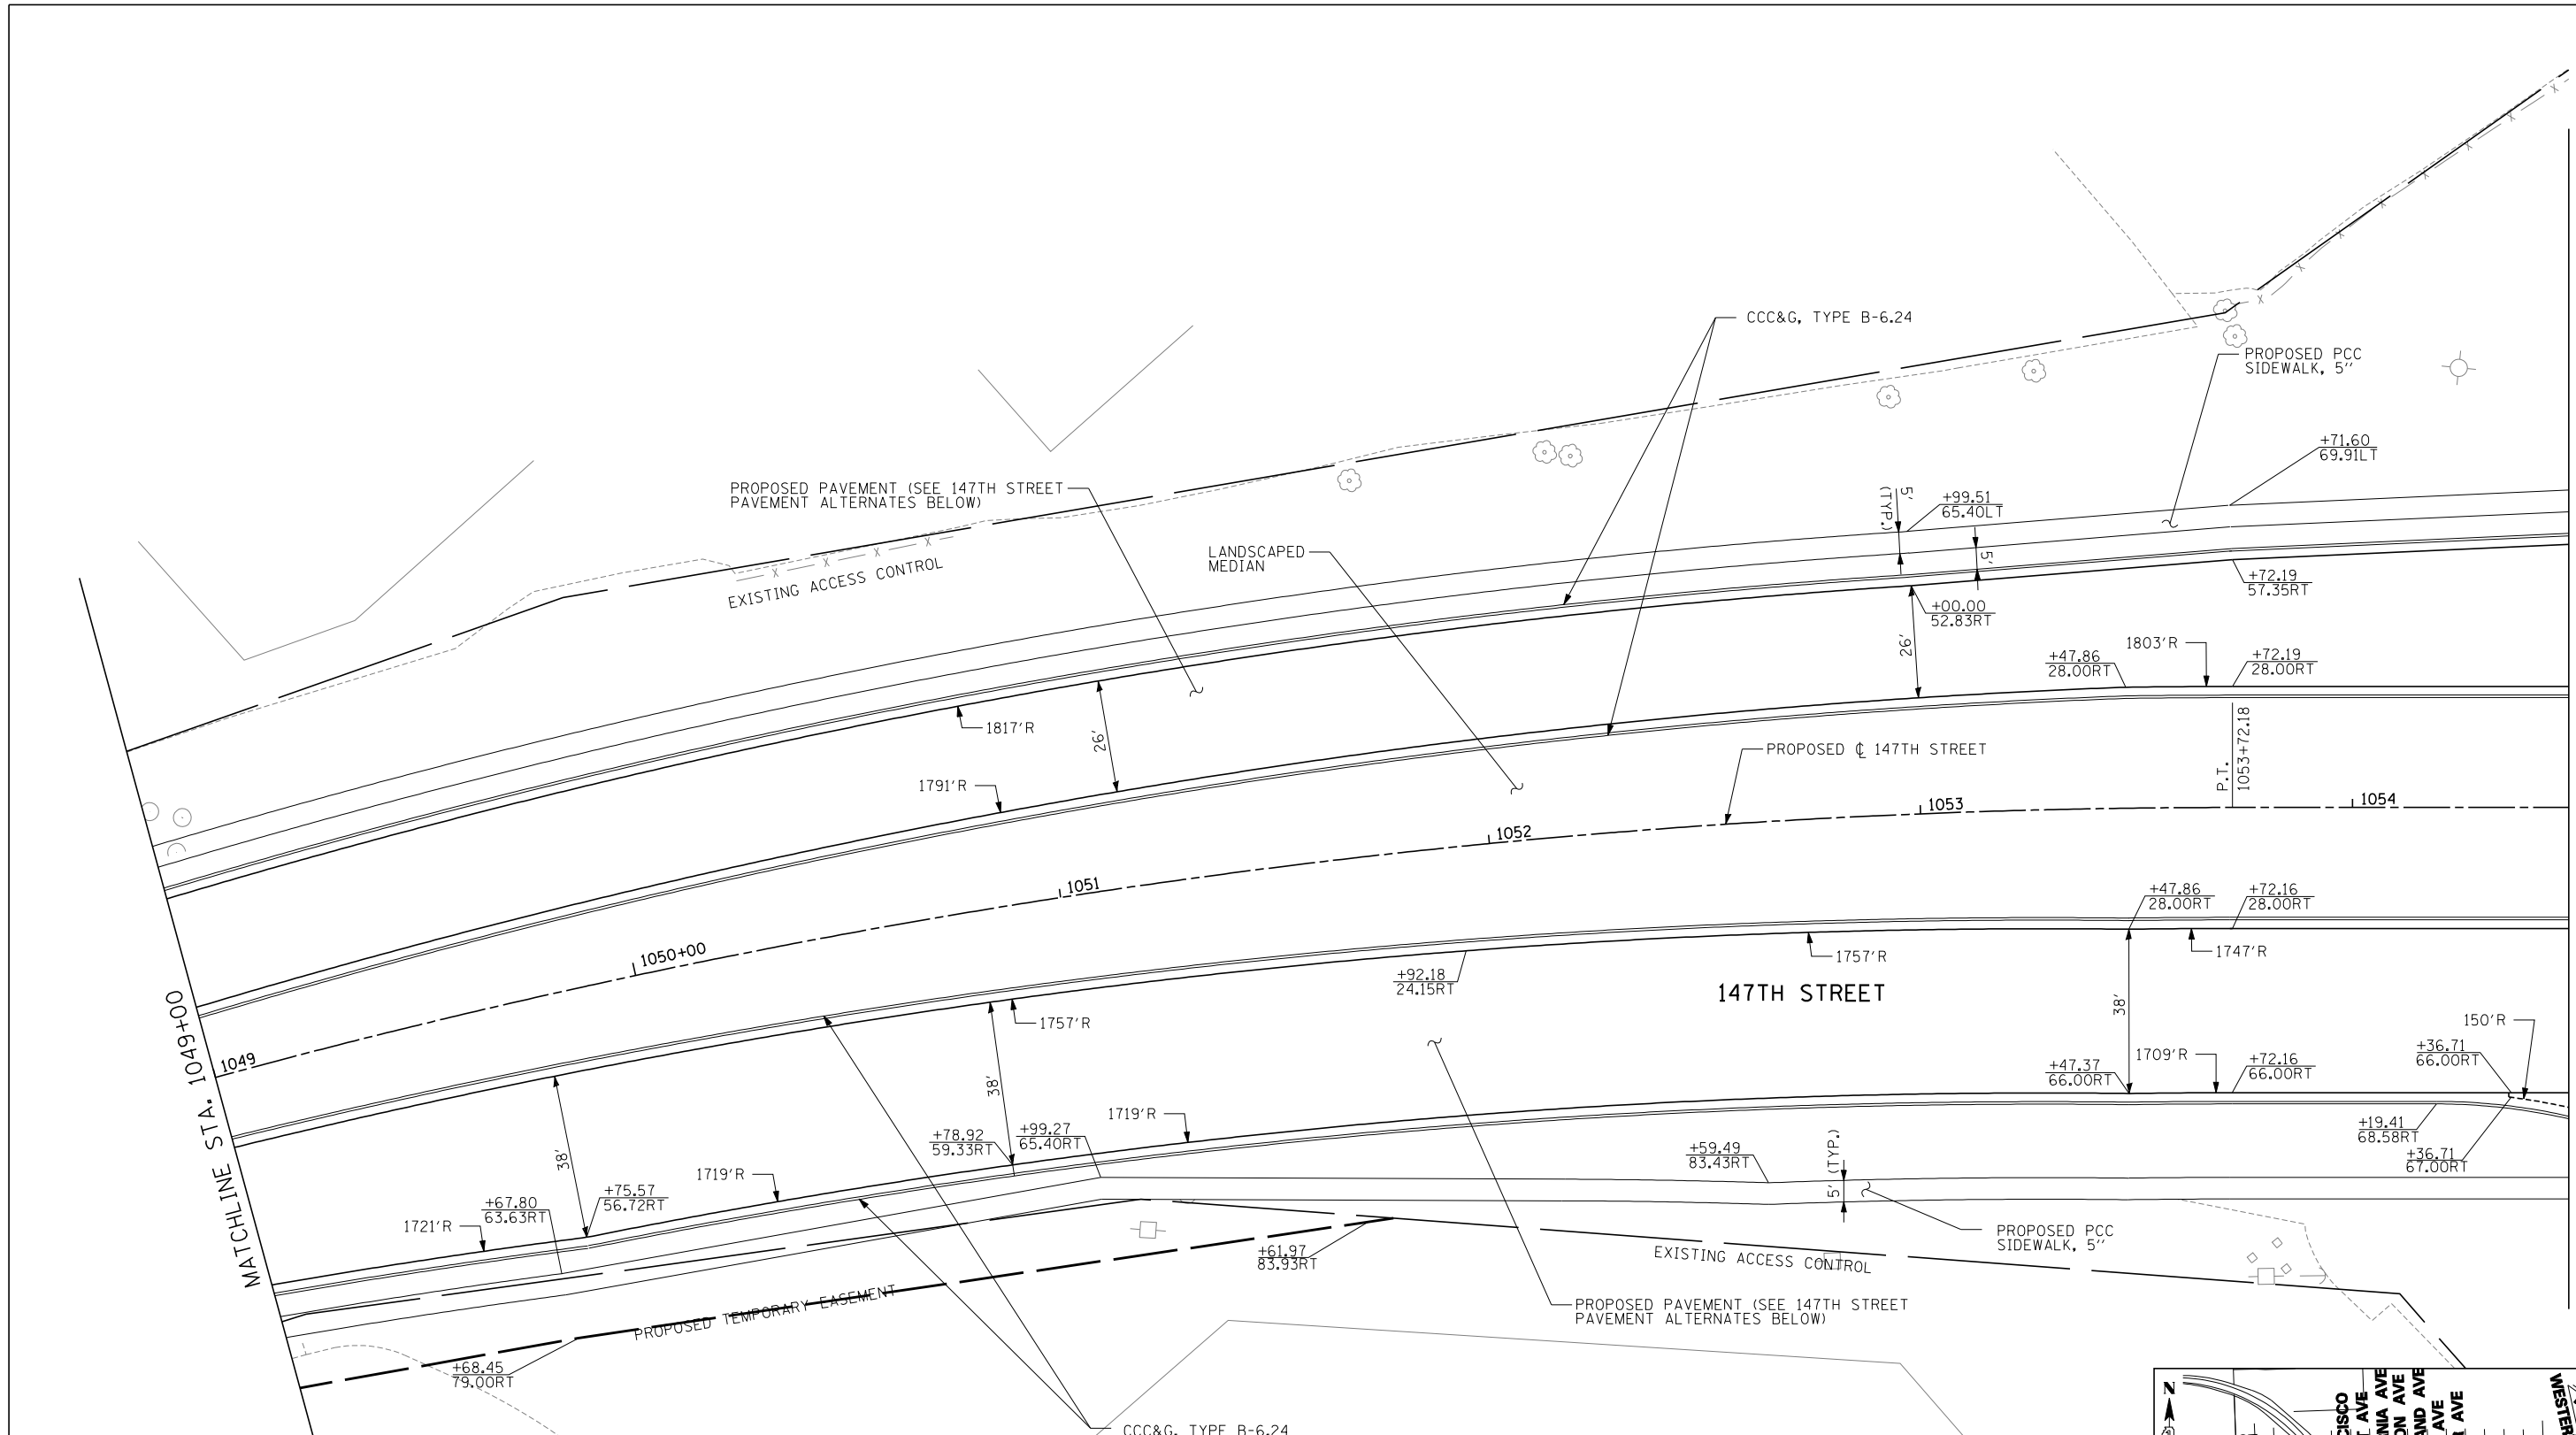 CCC&G, TYPE B-6.24
PROPOSED PCC
SIDEWALK, 5''
+71.60
69.91LT
PROPOSED PAVEMENT (SEE 147TH STREET
PAVEMENT ALTERNATES BELOW)
5'
(TYP.)
+99.51
65.40LT
5'
LANDSCAPED
MEDIAN
EXISTING ACCESS CONTROL
+72.19
57.35RT
+00.00
52.83RT
26'
1803'R
+47.86
28.00RT
+72.19
28.00RT
1817'R
26'
PROPOSED ℄ 147TH STREET
P.T.
1053+72.18
1791'R
1053
1054
1052
1051
1050+00
1049
MATCHLINE STA. 1049+00
+47.86
28.00RT
+72.16
28.00RT
1757'R
1747'R
+92.18
24.15RT
147TH STREET
1757'R
38'
38'
38'
150'R
+36.71
66.00RT
+47.37
66.00RT
1709'R
+72.16
66.00RT
1719'R
+78.92
59.33RT
+99.27
65.40RT
+19.41
68.58RT
+36.71
67.00RT
+59.49
83.43RT
5' (TYP.)
1719'R
+67.80
63.63RT
+75.57
56.72RT
1721'R
PROPOSED PCC
SIDEWALK, 5''
+61.97
83.93RT
EXISTING ACCESS CONTROL
PROPOSED TEMPORARY EASEMENT
PROPOSED PAVEMENT (SEE 147TH STREET
PAVEMENT ALTERNATES BELOW)
+68.45
79.00RT
CCC&G, TYPE B-6.24
N
AVE
AVE
AVE
AVE
AVE
AVE